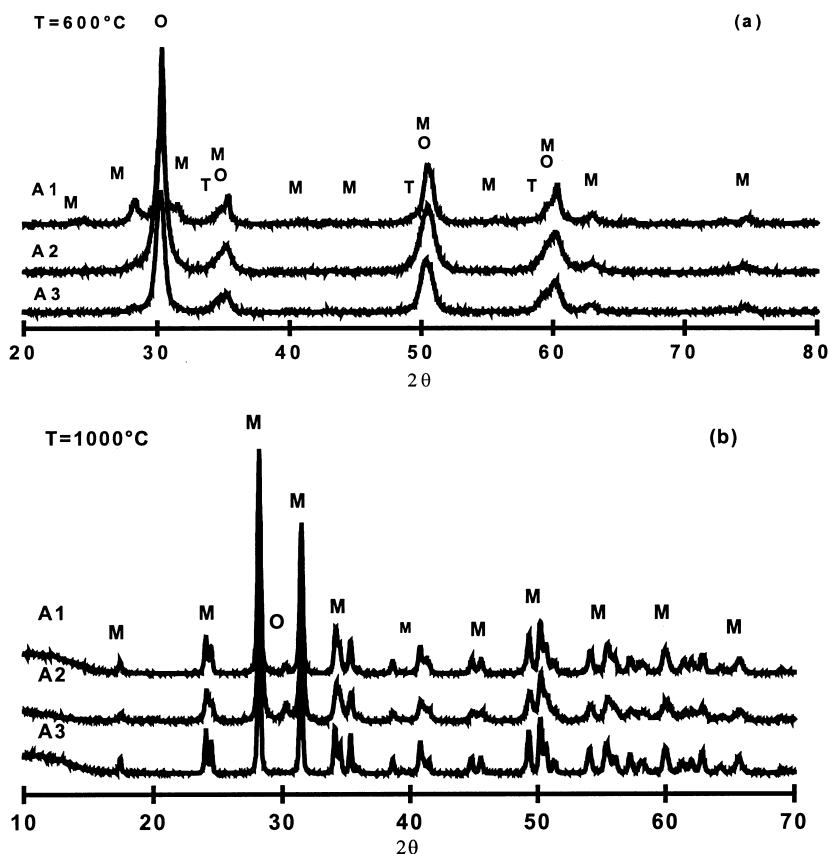 T=600°C O (a)
M
O
M
M O
M M O
A1 M T M M T M T M M
M
A2
A3
20 30 40 50 60 70 80
2θ
M
T=1000°C (b)
M
A1 M M O M M M M M M M
A2
A3
10 20 30 40 50 60 70
2θ